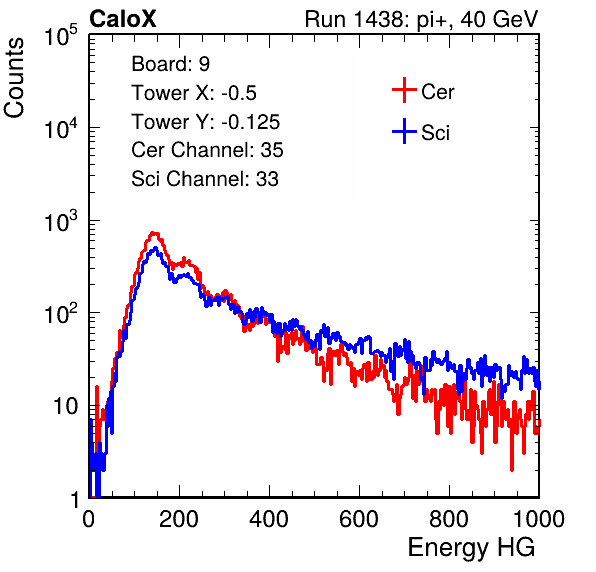 CaloX Run 1438: pi+, 40 GeV
Counts
Board: 9
Tower X: -0.5
Tower Y: -0.125
Cer Channel: 35
Sci Channel: 33
Cer
Sci
10^5
10^4
10^3
10^2
10
1
0 200 400 600 800 1000
Energy HG